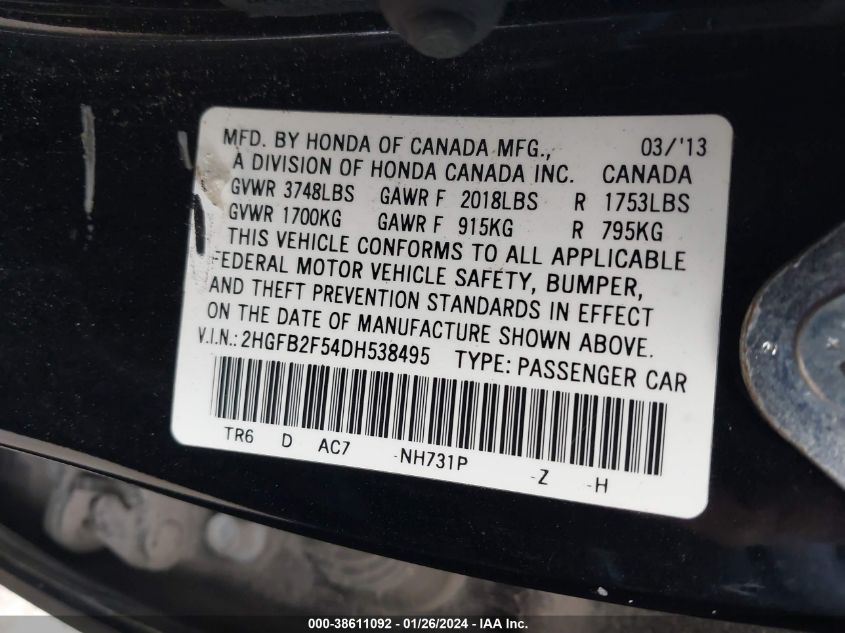 MFD. BY HONDA OF CANADA MFG., 03/'13
A DIVISION OF HONDA CANADA INC. CANADA
GVWR 3748LBS GAWR F 2018LBS R 1753LBS
GVWR 1700KG GAWR F 915KG R 795KG
THIS VEHICLE CONFORMS TO ALL APPLICABLE
FEDERAL MOTOR VEHICLE SAFETY, BUMPER,
AND THEFT PREVENTION STANDARDS IN EFFECT
ON THE DATE OF MANUFACTURE SHOWN ABOVE.
V.I.N.: 2HGFB2F54DH538495 TYPE: PASSENGER CAR
TR6 D AC7 -NH731P -Z -H
000-38611092 / 01/26/2024 - IAA Inc.